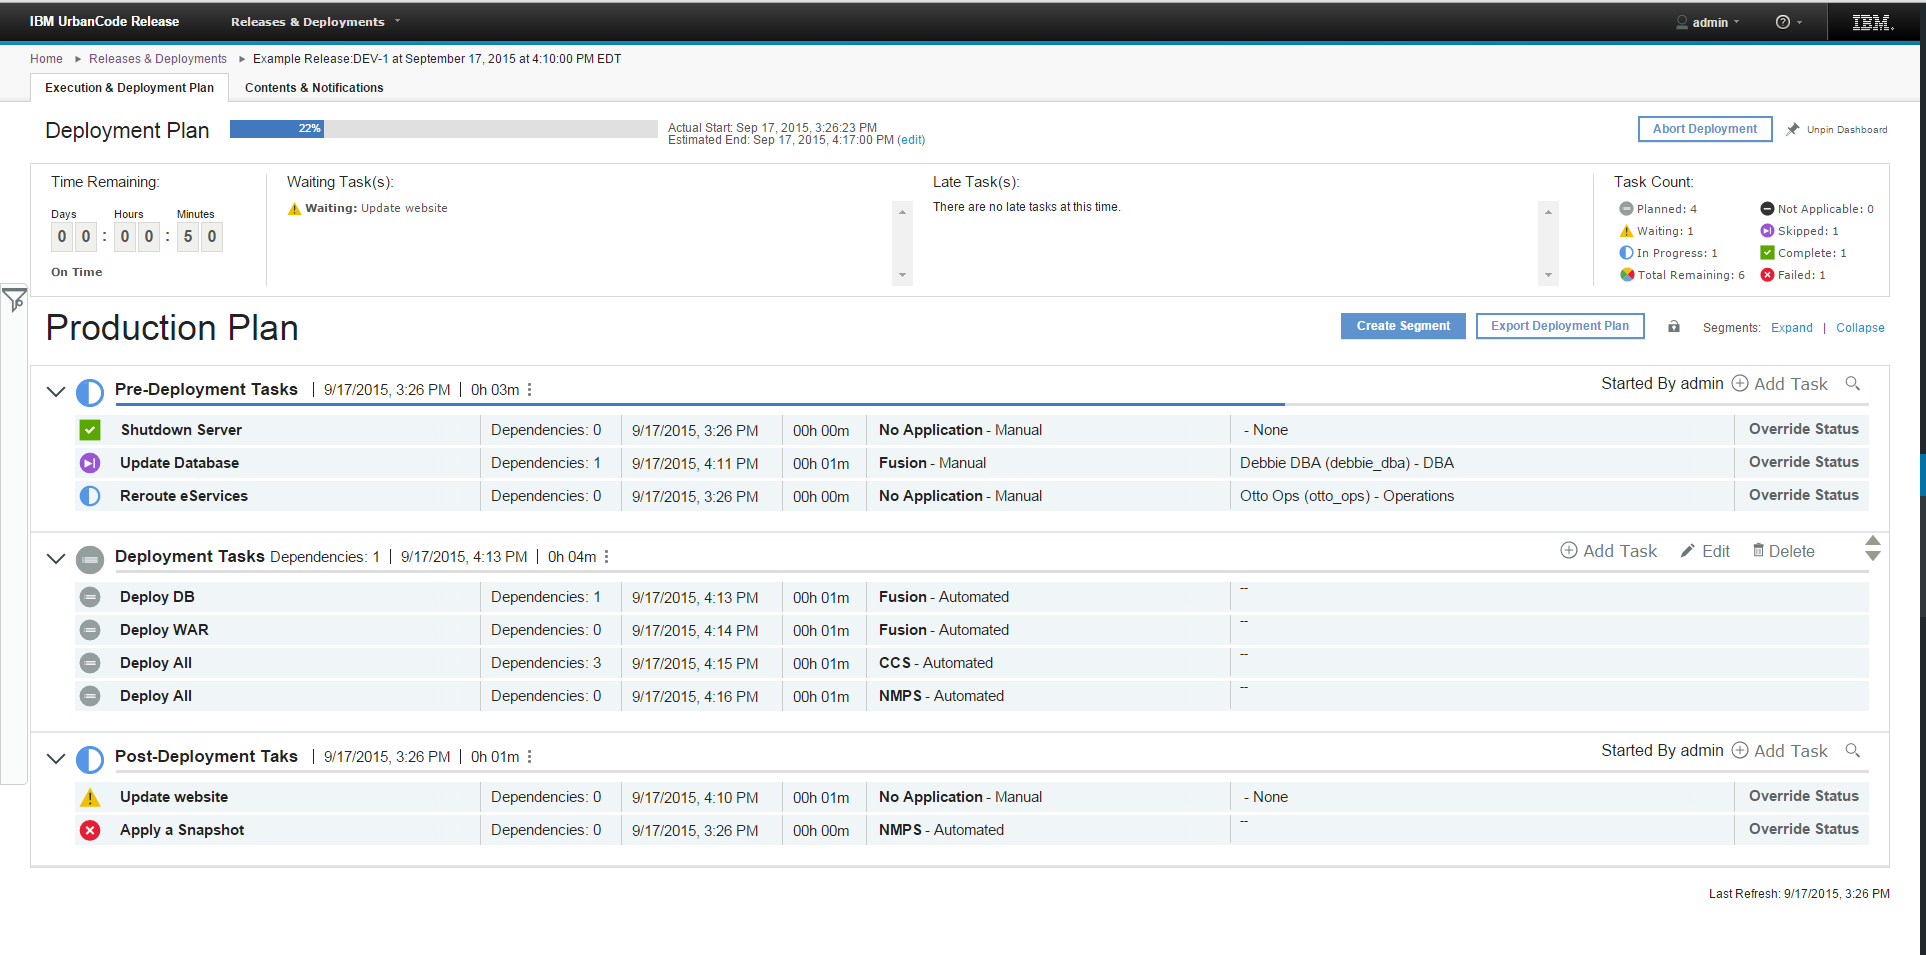 IBM UrbanCode Release Releases & Deployments admin IBM.
Home Releases & Deployments Example Release:DEV-1 at September 17, 2015 at 4:10:00 PM EDT
Execution & Deployment Plan Contents & Notifications
Deployment Plan 22% Actual Start: Sep 17, 2015, 3:26:23 PM
Estimated End: Sep 17, 2015, 4:17:00 PM (edit)
Abort Deployment Unpin Dashboard
Time Remaining:
Days Hours Minutes
0 0 : 0 0 : 5 0
On Time
Waiting Task(s):
Waiting: Update website
Late Task(s):
There are no late tasks at this time.
Task Count:
Planned: 4 Not Applicable: 0
Waiting: 1 Skipped: 1
In Progress: 1 Complete: 1
Total Remaining: 6 Failed: 1
Production Plan Create Segment Export Deployment Plan Segments: Expand | Collapse
Pre-Deployment Tasks | 9/17/2015, 3:26 PM | 0h 03m Started By admin Add Task
Shutdown Server Dependencies: 0 9/17/2015, 3:26 PM 00h 00m No Application - Manual - None Override Status
Update Database Dependencies: 1 9/17/2015, 4:11 PM 00h 01m Fusion - Manual Debbie DBA (debbie_dba) - DBA Override Status
Reroute eServices Dependencies: 0 9/17/2015, 3:26 PM 00h 00m No Application - Manual Otto Ops (otto_ops) - Operations Override Status
Deployment Tasks Dependencies: 1 | 9/17/2015, 4:13 PM | 0h 04m Add Task Edit Delete
Deploy DB Dependencies: 1 9/17/2015, 4:13 PM 00h 01m Fusion - Automated --
Deploy WAR Dependencies: 0 9/17/2015, 4:14 PM 00h 01m Fusion - Automated --
Deploy All Dependencies: 3 9/17/2015, 4:15 PM 00h 01m CCS - Automated --
Deploy All Dependencies: 0 9/17/2015, 4:16 PM 00h 01m NMPS - Automated --
Post-Deployment Taks | 9/17/2015, 3:26 PM | 0h 01m Started By admin Add Task
Update website Dependencies: 0 9/17/2015, 4:10 PM 00h 01m No Application - Manual - None Override Status
Apply a Snapshot Dependencies: 0 9/17/2015, 3:26 PM 00h 00m NMPS - Automated -- Override Status
Last Refresh: 9/17/2015, 3:26 PM